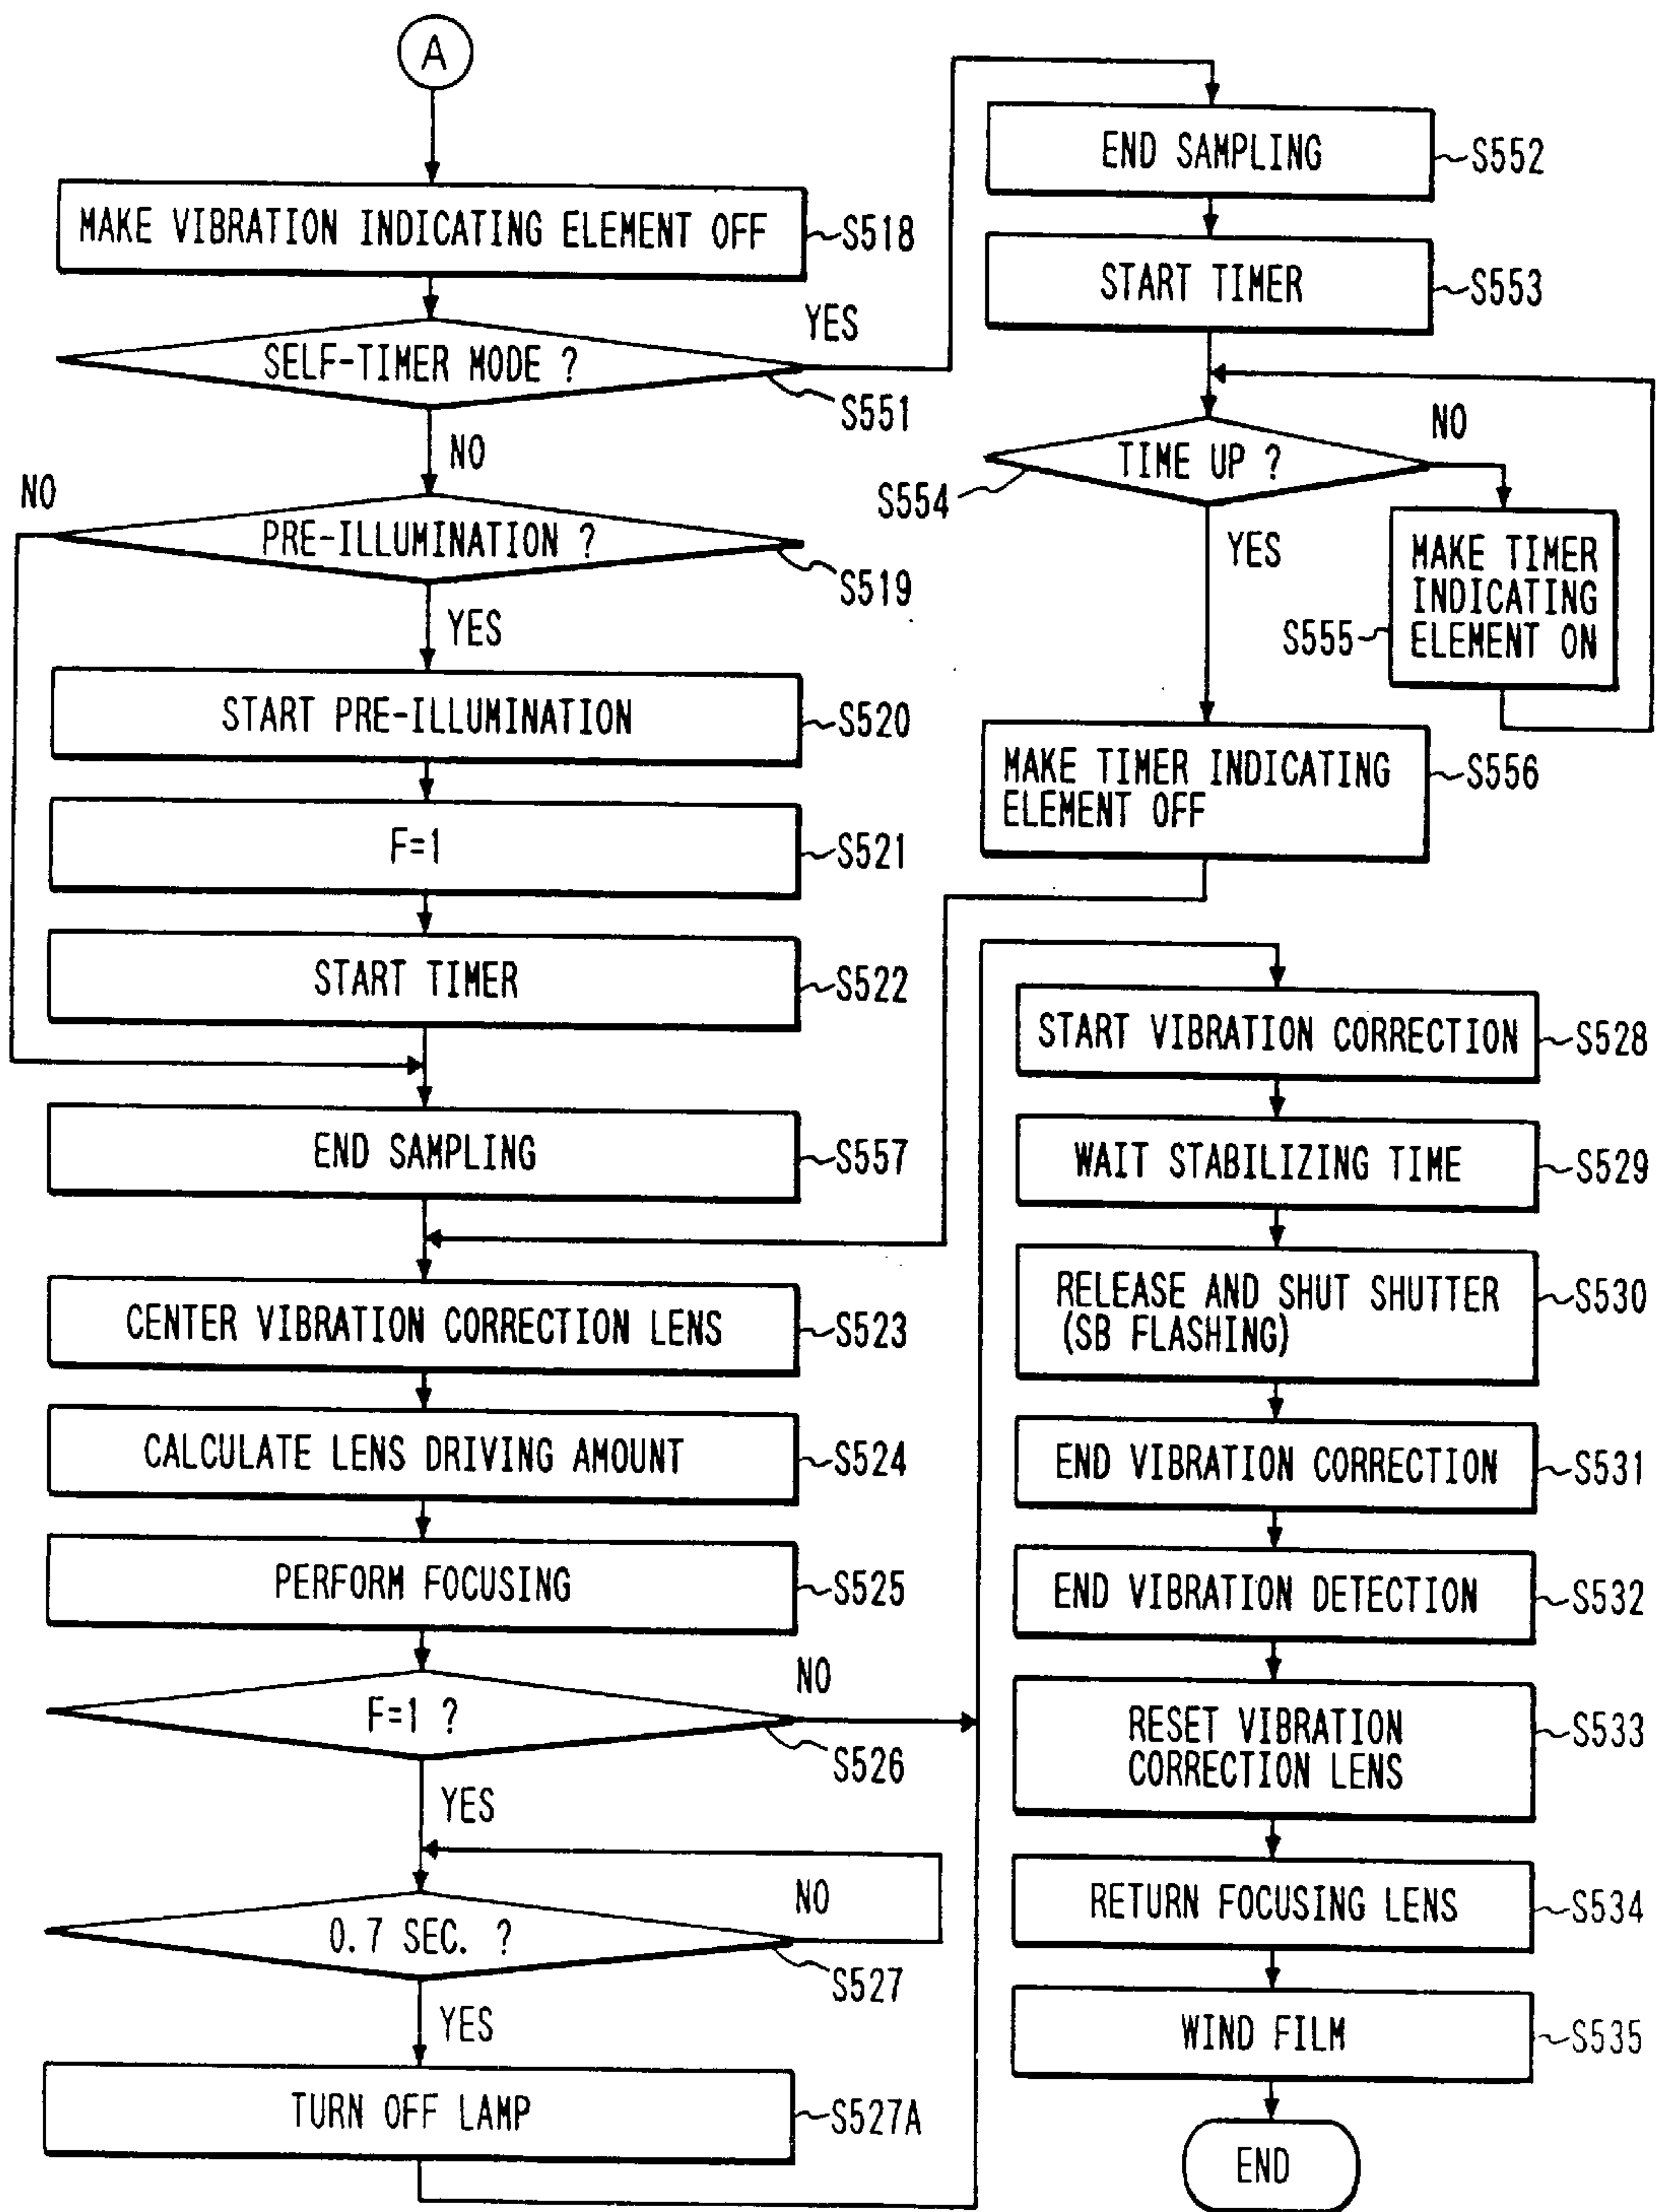 A
MAKE VIBRATION INDICATING ELEMENT OFF
S518
SELF-TIMER MODE ?
YES
S551
NO
NO
PRE-ILLUMINATION ?
S519
YES
START PRE-ILLUMINATION
S520
F=1
S521
START TIMER
S522
END SAMPLING
S557
CENTER VIBRATION CORRECTION LENS
S523
CALCULATE LENS DRIVING AMOUNT
S524
PERFORM FOCUSING
S525
F=1 ?
NO
S526
YES
0.7 SEC. ?
NO
S527
YES
TURN OFF LAMP
S527A
END SAMPLING
S552
START TIMER
S553
TIME UP ?
NO
S554
YES
MAKE TIMER
INDICATING
ELEMENT ON
S555
MAKE TIMER INDICATING
ELEMENT OFF
S556
START VIBRATION CORRECTION
S528
WAIT STABILIZING TIME
S529
RELEASE AND SHUT SHUTTER
(SB FLASHING)
S530
END VIBRATION CORRECTION
S531
END VIBRATION DETECTION
S532
RESET VIBRATION
CORRECTION LENS
S533
RETURN FOCUSING LENS
S534
WIND FILM
S535
END